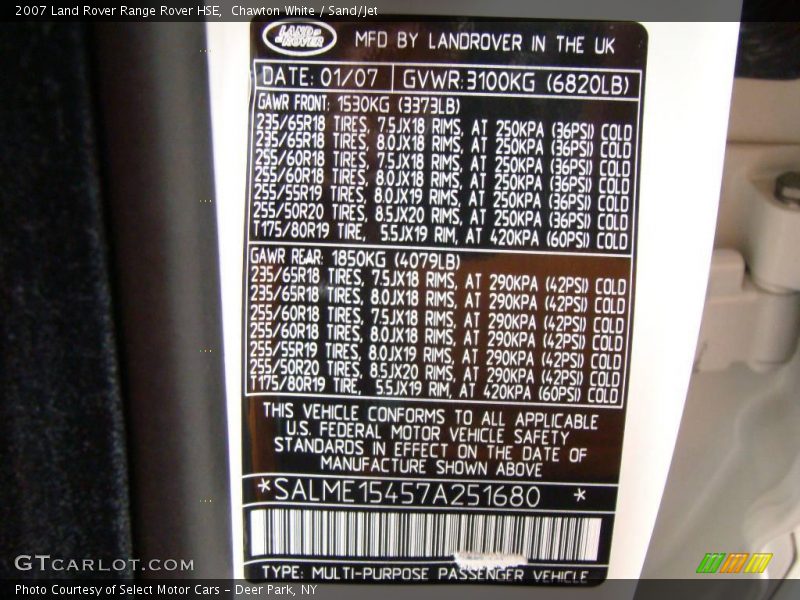 2007 Land Rover Range Rover HSE, Chawton White / Sand/Jet
LAND ROVER
MFD BY LANDROVER IN THE UK
DATE: 01/07 GVWR:3100KG (6820LB)
GAWR FRONT: 1530KG (3373LB)
235/65R18 TIRES, 7.5JX18 RIMS, AT 250KPA (36PSI) COLD
235/65R18 TIRES, 8.0JX18 RIMS, AT 250KPA (36PSI) COLD
255/60R18 TIRES, 7.5JX18 RIMS, AT 250KPA (36PSI) COLD
255/60R18 TIRES, 8.0JX18 RIMS, AT 250KPA (36PSI) COLD
255/55R19 TIRES, 8.0JX19 RIMS, AT 250KPA (36PSI) COLD
255/50R20 TIRES, 8.5JX20 RIMS, AT 250KPA (36PSI) COLD
T175/80R19 TIRE, 5.5JX19 RIM, AT 420KPA (60PSI) COLD
GAWR REAR: 1850KG (4079LB)
235/65R18 TIRES, 7.5JX18 RIMS, AT 290KPA (42PSI) COLD
235/65R18 TIRES, 8.0JX18 RIMS, AT 290KPA (42PSI) COLD
255/60R18 TIRES, 7.5JX18 RIMS, AT 290KPA (42PSI) COLD
255/60R18 TIRES, 8.0JX18 RIMS, AT 290KPA (42PSI) COLD
255/55R19 TIRES, 8.0JX19 RIMS, AT 290KPA (42PSI) COLD
255/50R20 TIRES, 8.5JX20 RIMS, AT 290KPA (42PSI) COLD
T175/80R19 TIRE, 5.5JX19 RIM, AT 420KPA (60PSI) COLD
THIS VEHICLE CONFORMS TO ALL APPLICABLE
U.S. FEDERAL MOTOR VEHICLE SAFETY
STANDARDS IN EFFECT ON THE DATE OF
MANUFACTURE SHOWN ABOVE
*SALME15457A251680 *
TYPE: MULTI-PURPOSE PASSENGER VEHICLE
GTCARLOT.COM
Photo Courtesy of Select Motor Cars – Deer Park, NY